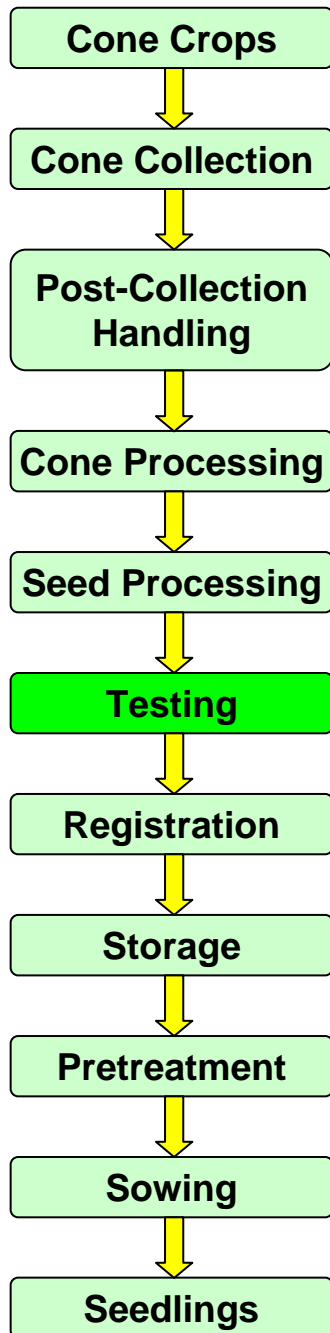 Cone Crops
Cone Collection
Post-Collection
Handling
Cone Processing
Seed Processing
Testing
Registration
Storage
Pretreatment
Sowing
Seedlings